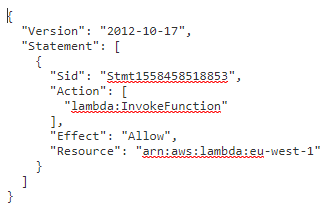 {
"Version": "2012-10-17",
"Statement": [
{
"Sid": "Stmt1558458518853",
"Action": [
"lambda:InvokeFunction"
],
"Effect": "Allow",
"Resource": "arn:aws:lambda:eu-west-1"
}
]
}